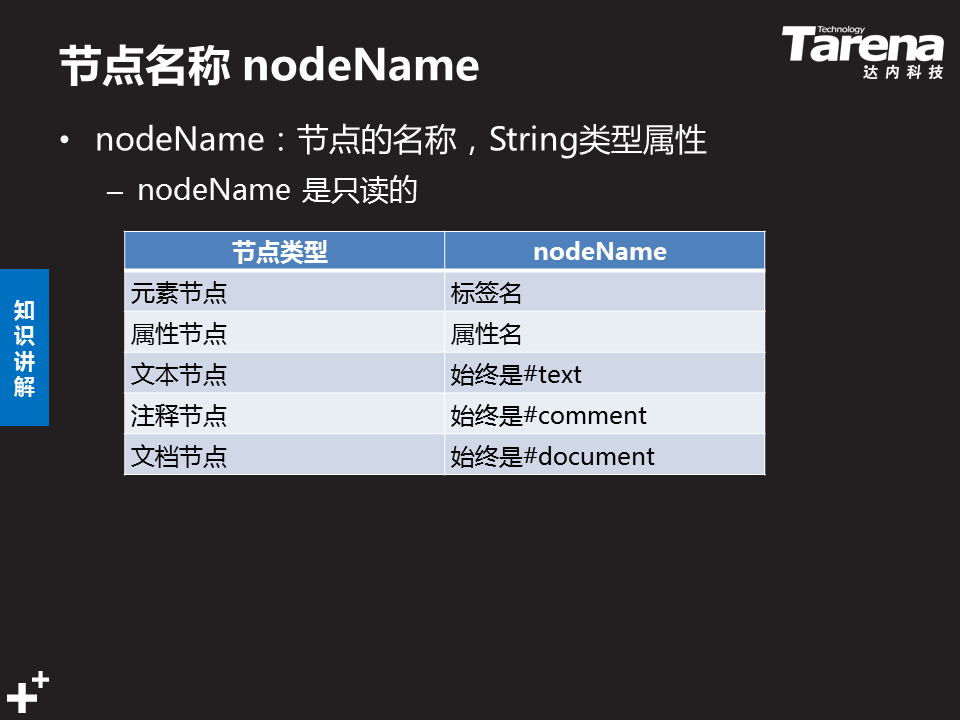 节点名称 nodeName
Technology
Tarena
达内科技
• nodeName：节点的名称，String类型属性
– nodeName 是只读的
节点类型 nodeName
元素节点 标签名
属性节点 属性名
文本节点 始终是#text
注释节点 始终是#comment
文档节点 始终是#document
知识讲解